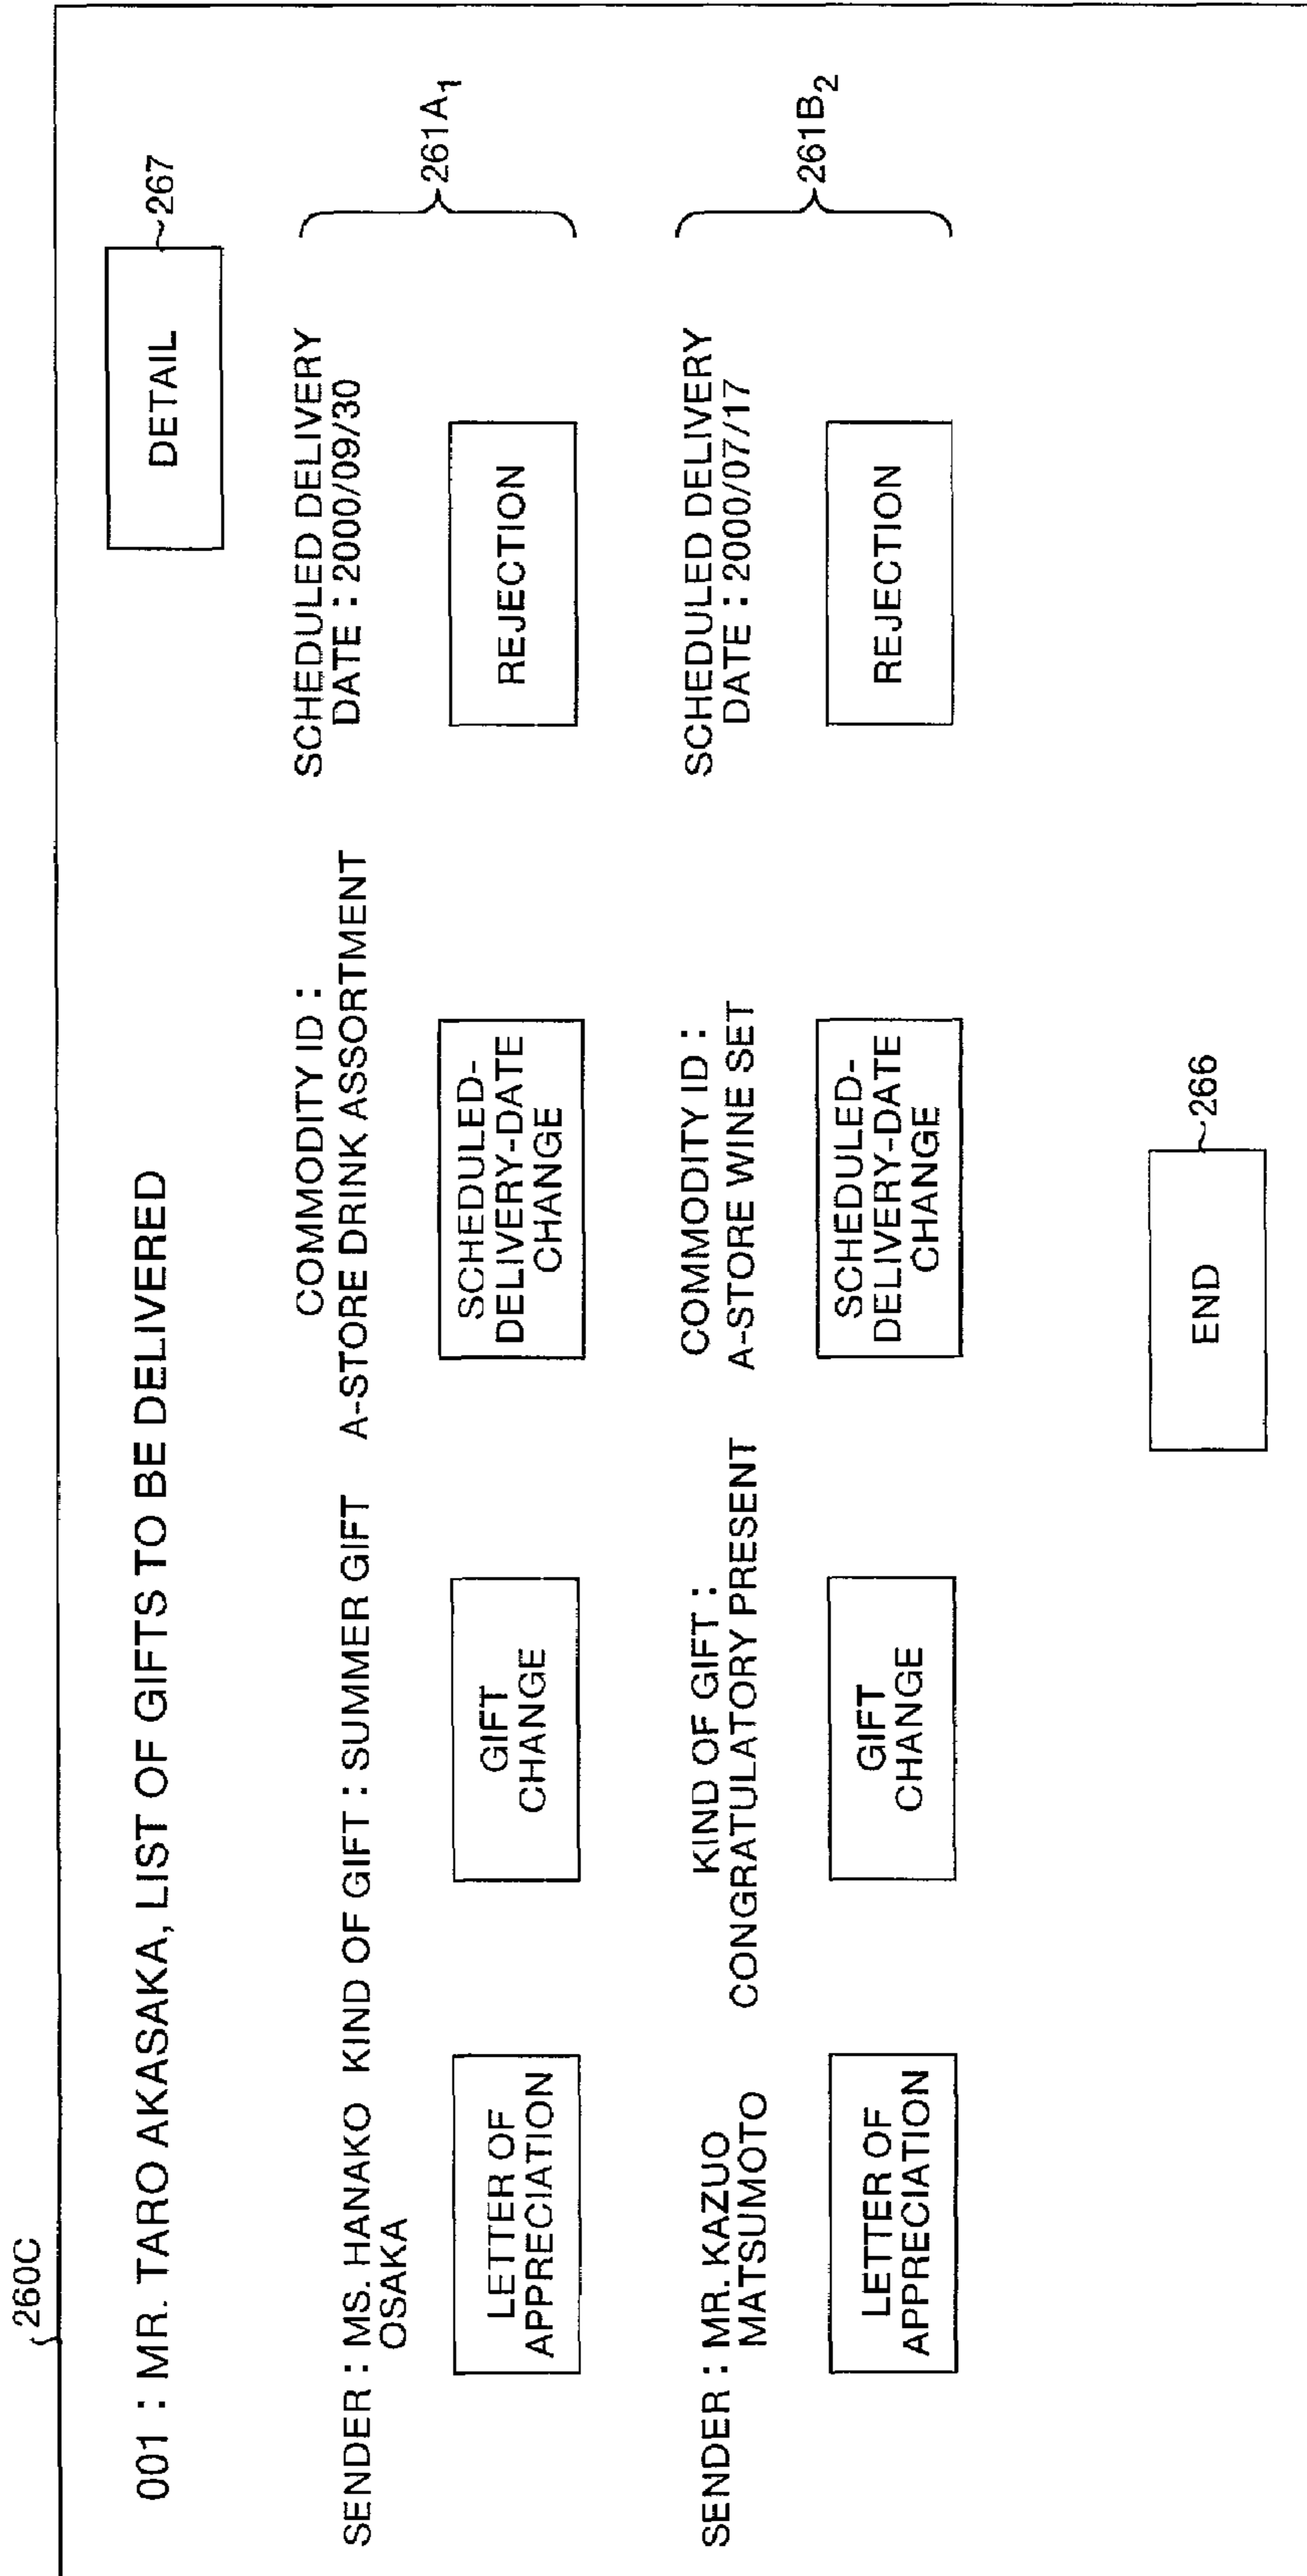 260C
001 : MR. TARO AKASAKA, LIST OF GIFTS TO BE DELIVERED
DETAIL
267
SENDER : MS. HANAKO
OSAKA
KIND OF GIFT : SUMMER GIFT
COMMODITY ID :
A-STORE DRINK ASSORTMENT
SCHEDULED DELIVERY
DATE : 2000/09/30
261A1
LETTER OF
APPRECIATION
GIFT
CHANGE
SCHEDULED-
DELIVERY-DATE
CHANGE
REJECTION
SENDER : MR. KAZUO
MATSUMOTO
KIND OF GIFT :
CONGRATULATORY PRESENT
COMMODITY ID :
A-STORE WINE SET
SCHEDULED DELIVERY
DATE : 2000/07/17
261B2
LETTER OF
APPRECIATION
GIFT
CHANGE
SCHEDULED-
DELIVERY-DATE
CHANGE
REJECTION
END
266